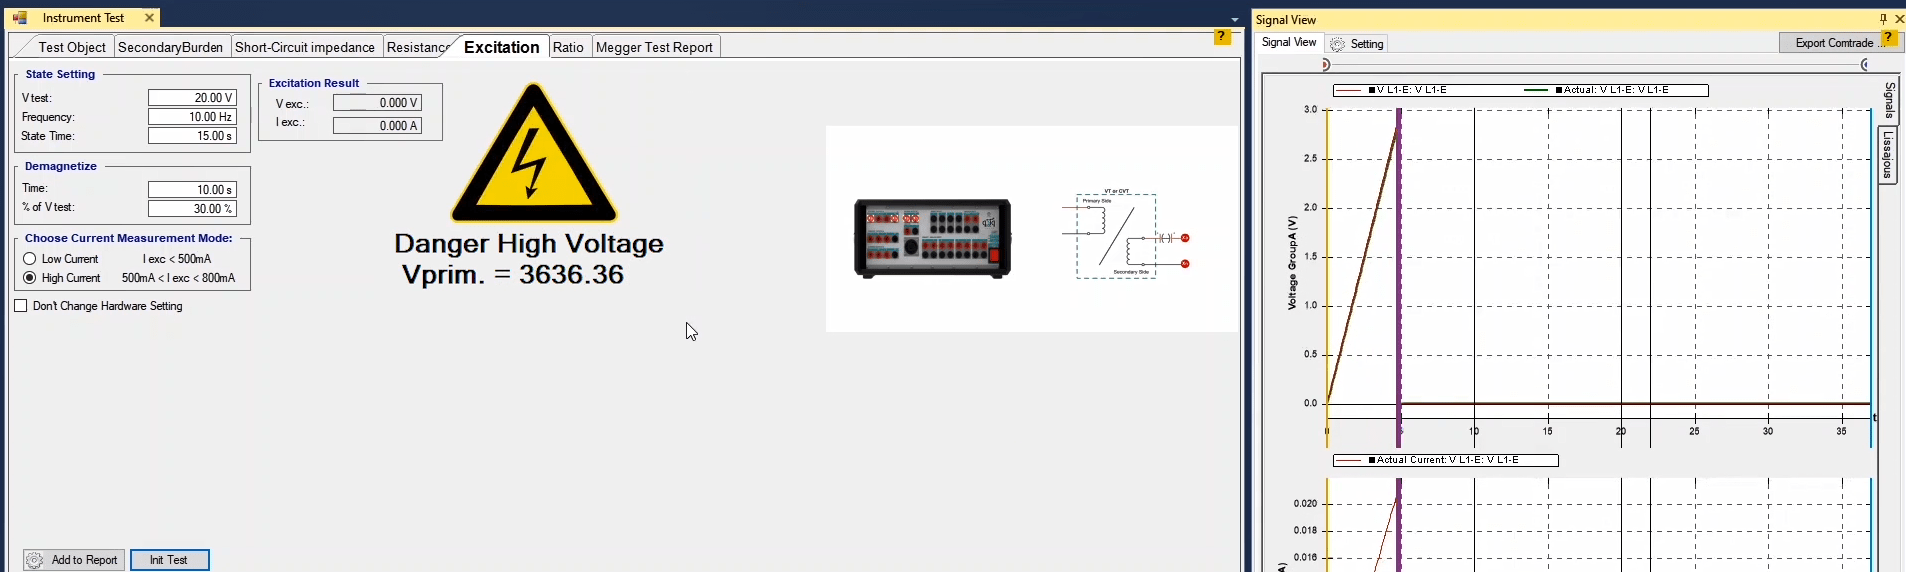 Instrument Test
Test Object
SecondaryBurden
Short-Circuit impedance
Resistanc
Excitation
Ratio
Megger Test Report
?
State Setting
V test:
20.00 V
Frequency:
10.00 Hz
State Time:
15.00 s
Demagnetize
Time:
10.00 s
% of V test:
30.00 %
Choose Current Measurement Mode:
Low Current
I exc < 500mA
High Current
500mA < I exc < 800mA
Don't Change Hardware Setting
Add to Report
Init Test
Excitation Result
V exc.:
0.000 V
I exc.:
0.000 A
Danger High Voltage
Vprim. = 3636.36
VT or CVT
Primary Side
Secondary Side
Signal View
Signal View
Setting
Export Comtrade ...
?
Signals
Lissajous
V L1-E: V L1-E
Actual: V L1-E: V L1-E
Voltage GroupA (V)
3.0
2.5
2.0
1.5
1.0
0.5
0.0
0
10
15
20
25
30
35
t
Actual Current: V L1-E: V L1-E
0.020
0.018
0.016
A)